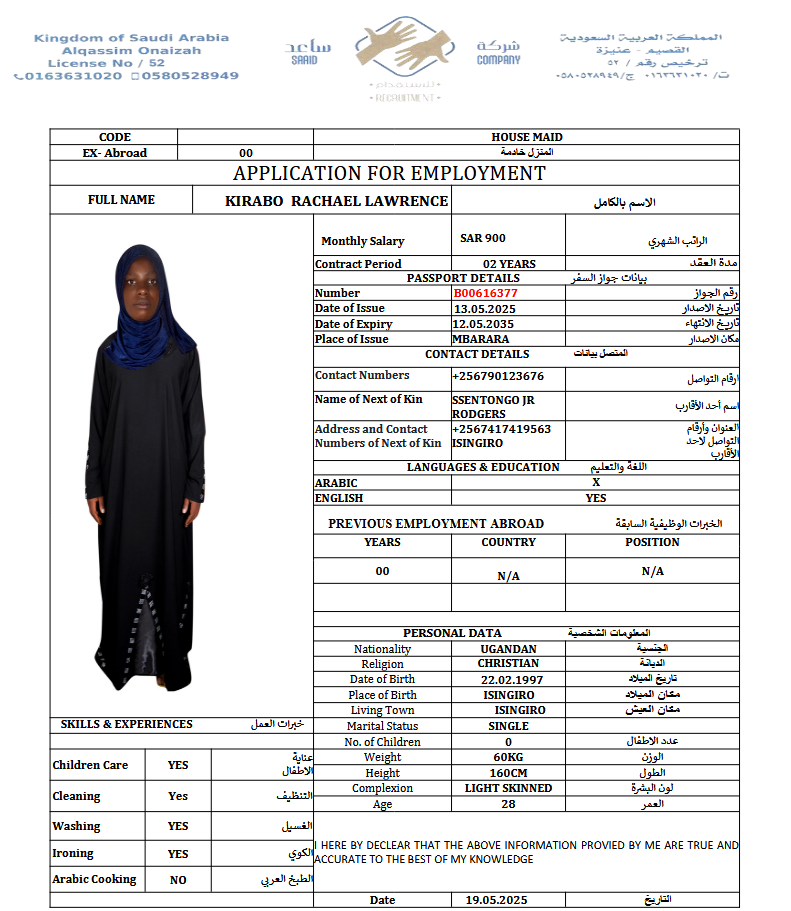 Kingdom of Saudi Arabia
Alqassim Onaizah
License No / 52
0163631020 0580528949
ساعد
SAAID
شركة
COMPANY
للاستقدام
RECRUITMENT
المملكة العربية السعودية
القصيم - عنيزة
ترخيص رقم / ٥٢
ت/ ٠١٦٣٦٣١٠٢٠ ج/٠٥٨٠٥٢٨٩٤٩
CODE HOUSE MAID
EX- Abroad 00 المنزل خادمة
APPLICATION FOR EMPLOYMENT
FULL NAME KIRABO RACHAEL LAWRENCE الاسم بالكامل
Monthly Salary SAR 900 الراتب الشهري
Contract Period 02 YEARS مدة العقد
PASSPORT DETAILS بيانات جواز السفر
Number B00616377 رقم الجواز
Date of Issue 13.05.2025 تاريخ الاصدار
Date of Expiry 12.05.2035 تاريخ الانتهاء
Place of Issue MBARARA مكان الاصدار
CONTACT DETAILS المتصل بيانات
Contact Numbers +256790123676 ارقام التواصل
Name of Next of Kin SSENTONGO JR RODGERS اسم أحد الأقارب
Address and Contact Numbers of Next of Kin +2567417419563 ISINGIRO العنوان وأرقام التواصل لاحد الأقارب
LANGUAGES & EDUCATION اللغة والتعليم
ARABIC X
ENGLISH YES
PREVIOUS EMPLOYMENT ABROAD الخبرات الوظيفية السابقة
YEARS COUNTRY POSITION
00 N/A N/A
PERSONAL DATA المعلومات الشخصية
Nationality UGANDAN الجنسية
Religion CHRISTIAN الديانة
Date of Birth 22.02.1997 تاريخ الميلاد
Place of Birth ISINGIRO مكان الميلاد
Living Town ISINGIRO مكان العيش
Marital Status SINGLE
No. of Children 0 عدد الاطفال
Weight 60KG الوزن
Height 160CM الطول
Complexion LIGHT SKINNED لون البشرة
Age 28 العمر
SKILLS & EXPERIENCES خبرات العمل
Children Care YES عناية الاطفال
Cleaning Yes التنظيف
Washing YES الغسيل
Ironing YES الكوي
Arabic Cooking NO الطبخ العربي
I HERE BY DECLEAR THAT THE ABOVE INFORMATION PROVIED BY ME ARE TRUE AND
ACCURATE TO THE BEST OF MY KNOWLEDGE
Date 19.05.2025 التاريخ